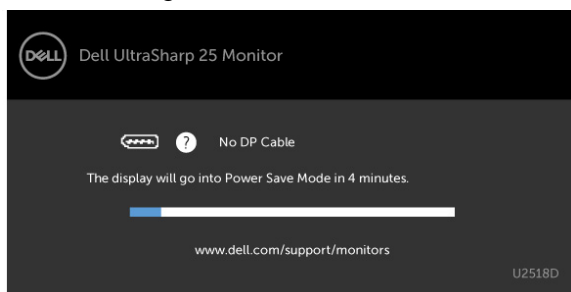 DELL Dell UltraSharp 25 Monitor
? No DP Cable
The display will go into Power Save Mode in 4 minutes.
www.dell.com/support/monitors
U2518D